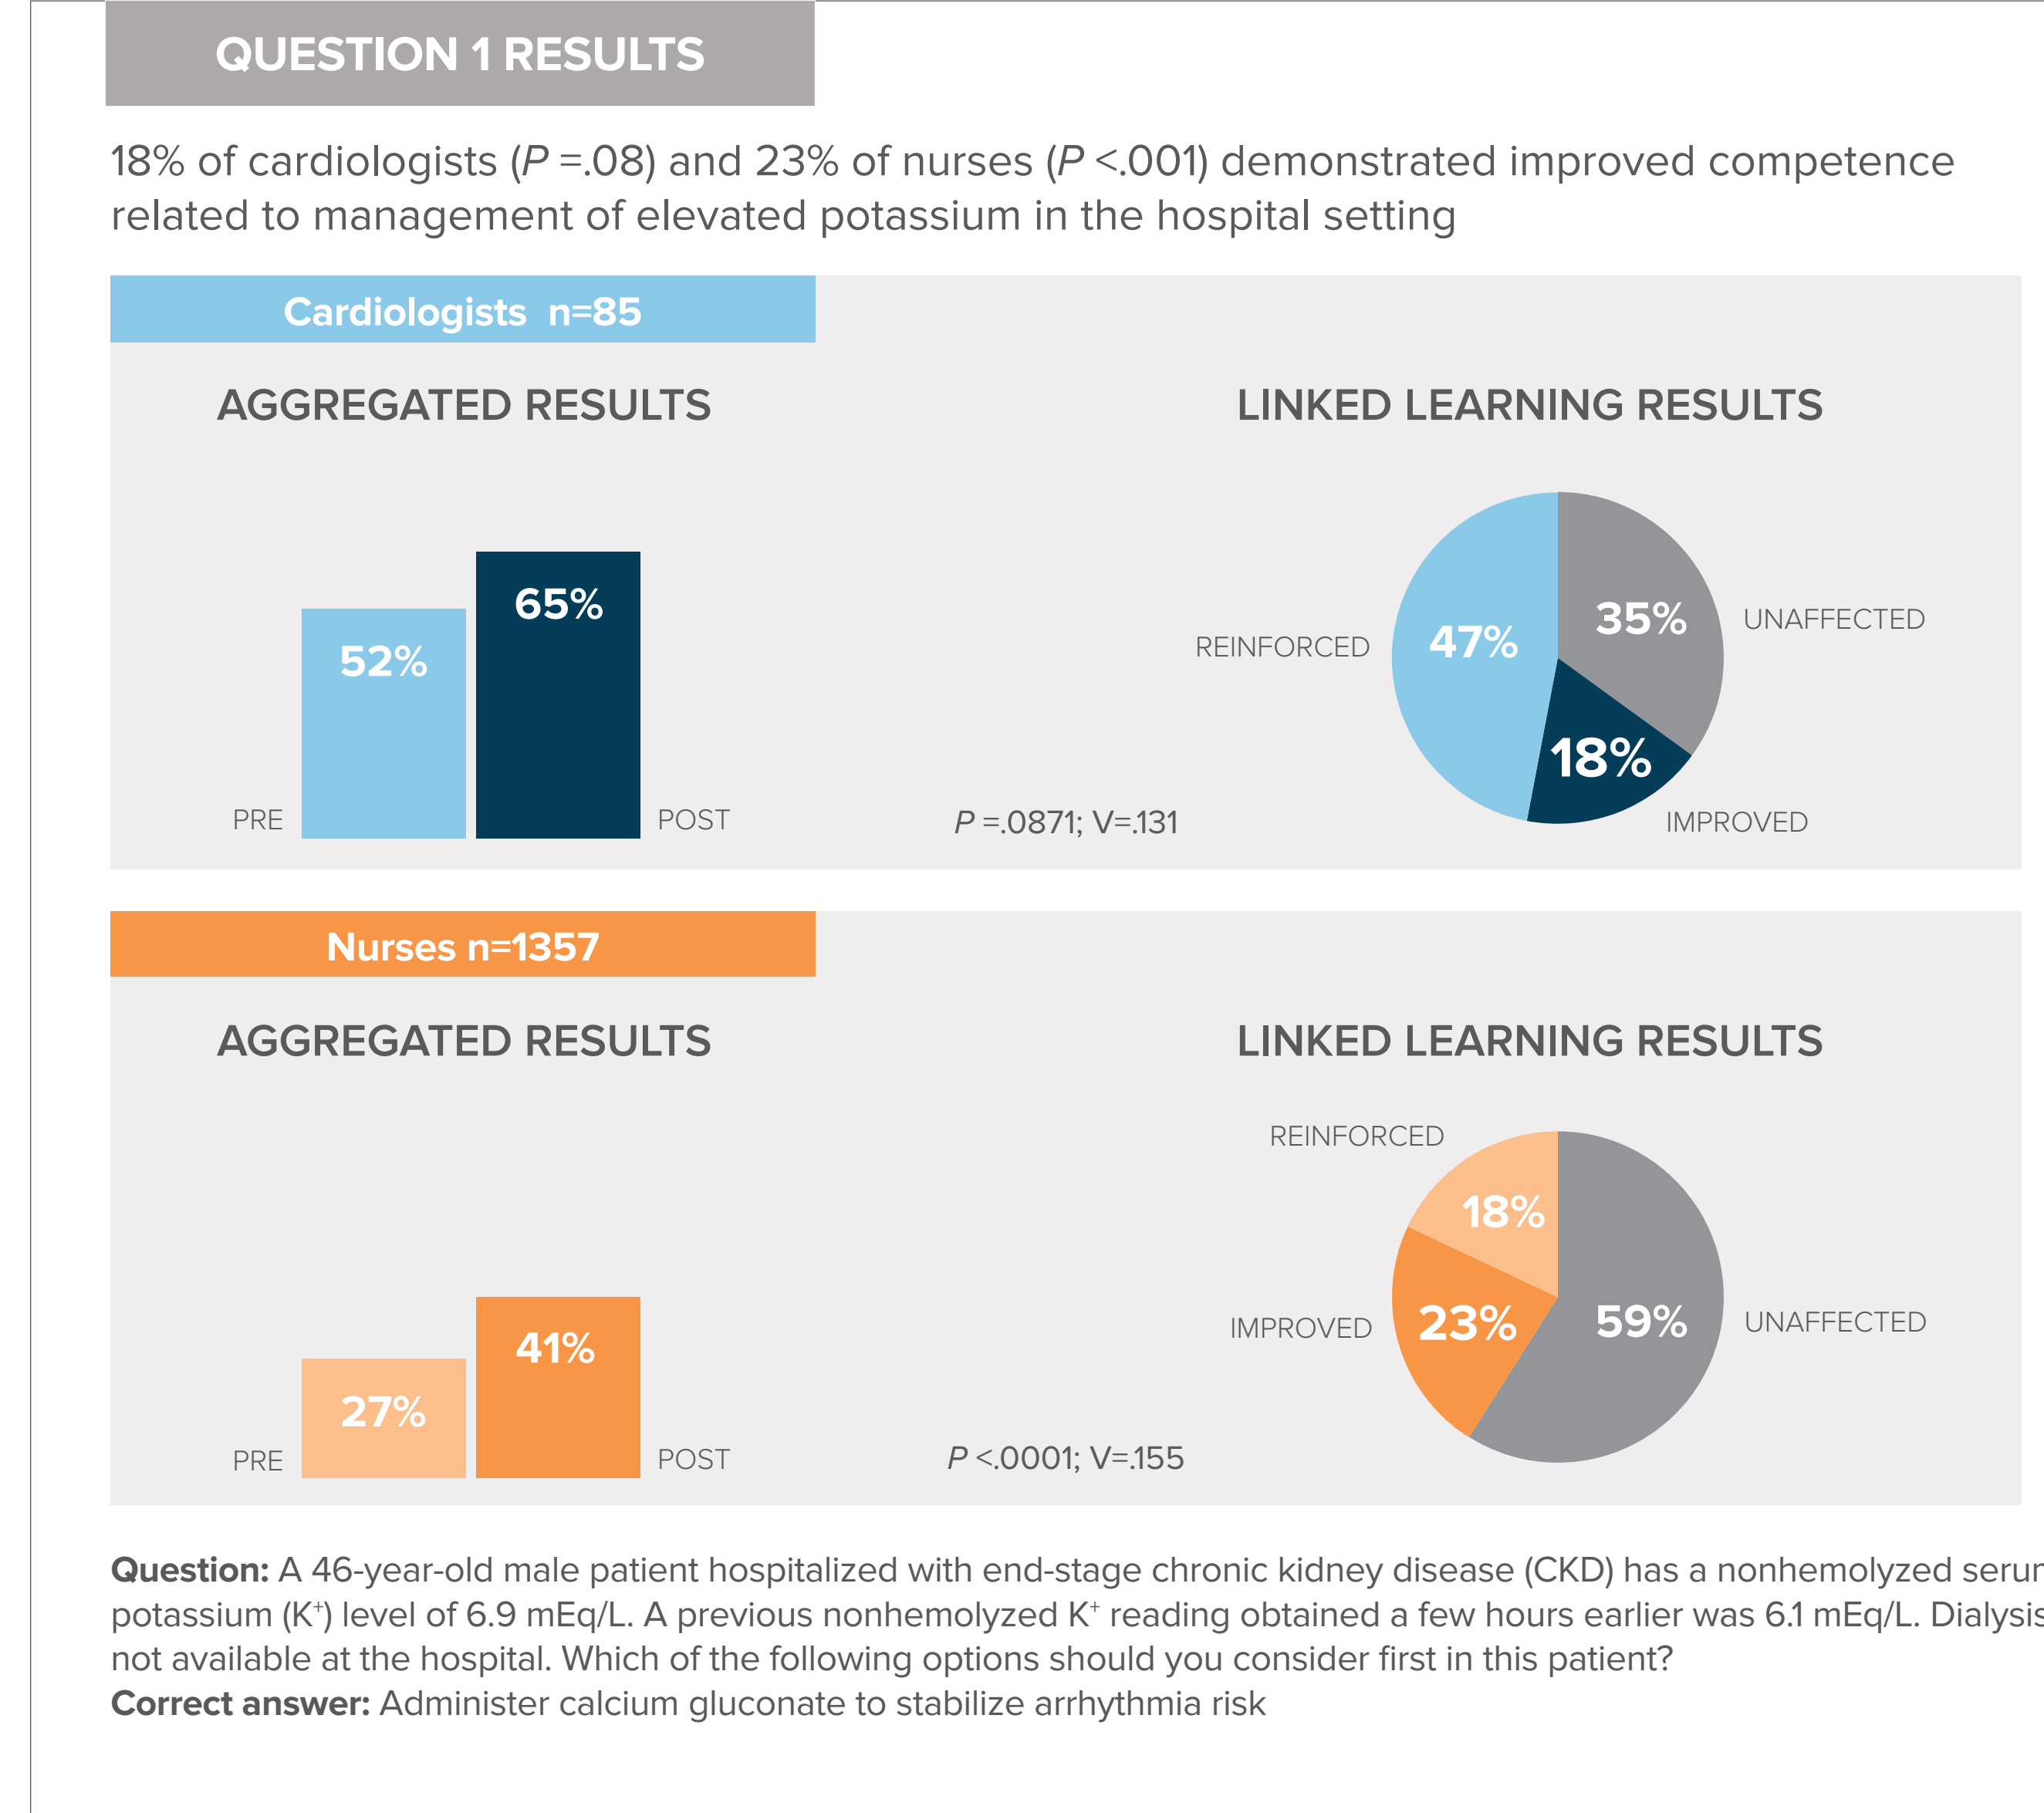 QUESTION 1 RESULTS
18% of cardiologists (P =.08) and 23% of nurses (P <.001) demonstrated improved competence
related to management of elevated potassium in the hospital setting
Cardiologists n=85
AGGREGATED RESULTS
LINKED LEARNING RESULTS
52%
65%
PRE
POST
P =.0871; V=.131
REINFORCED
47%
35%
UNAFFECTED
18%
IMPROVED
Nurses n=1357
AGGREGATED RESULTS
LINKED LEARNING RESULTS
27%
41%
PRE
POST
P <.0001; V=.155
REINFORCED
18%
IMPROVED
23%
59%
UNAFFECTED
Question: A 46-year-old male patient hospitalized with end-stage chronic kidney disease (CKD) has a nonhemolyzed
potassium (K⁺) level of 6.9 mEq/L. A previous nonhemolyzed K⁺ reading obtained a few hours earlier was 6.1 mEq/L. Dialysis
not available at the hospital. Which of the following options should you consider first in this patient?
Correct answer: Administer calcium gluconate to stabilize arrhythmia risk